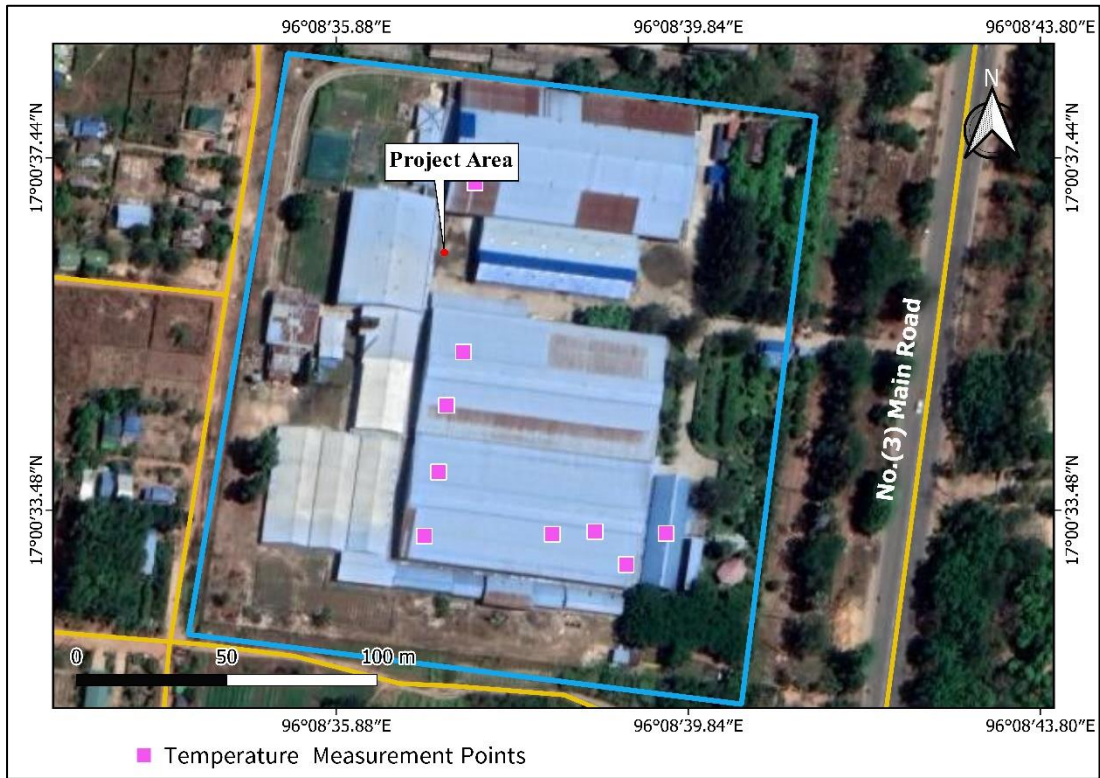 96°08′35.88″E
96°08′39.84″E
96°08′43.80″E
N
17°00′37.44″N
17°00′37.44″N
Project Area
No.(3) Main Road
17°00′33.48″N
17°00′33.48″N
0 50 100 m
96°08′35.88″E
96°08′39.84″E
96°08′43.80″E
Temperature Measurement Points